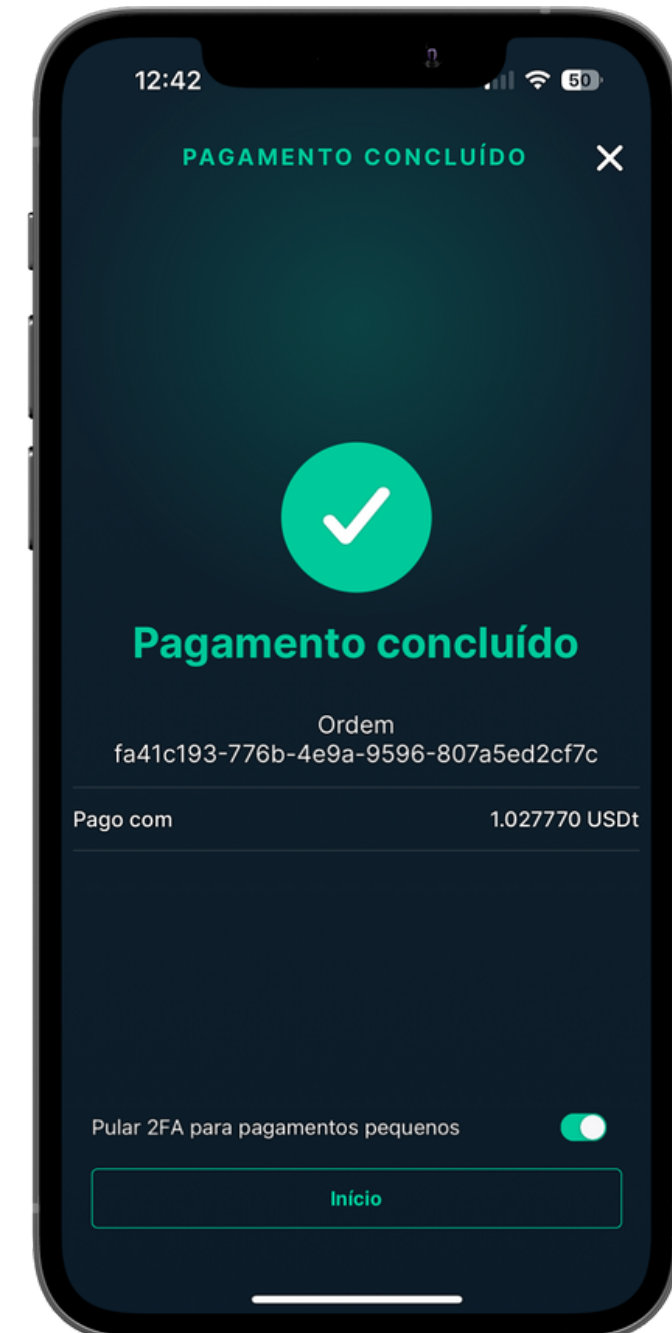 12:42
50
PAGAMENTO CONCLUÍDO
Pagamento concluído
Ordem
fa41c193-776b-4e9a-9596-807a5ed2cf7c
Pago com 1.027770 USDt
Pular 2FA para pagamentos pequenos
Início